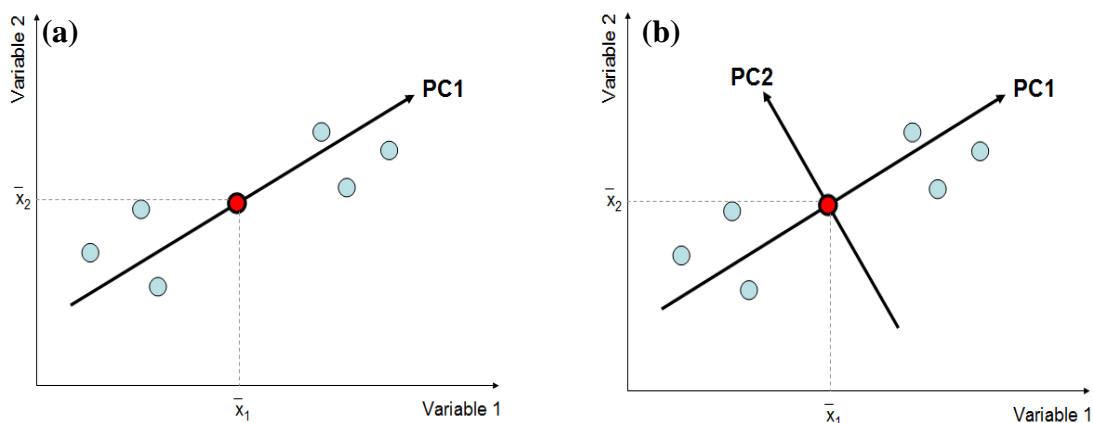 (a)
Variable 2
PC1
x̄₂
x̄₁
Variable 1
(b)
Variable 2
PC2
PC1
x̄₂
x̄₁
Variable 1